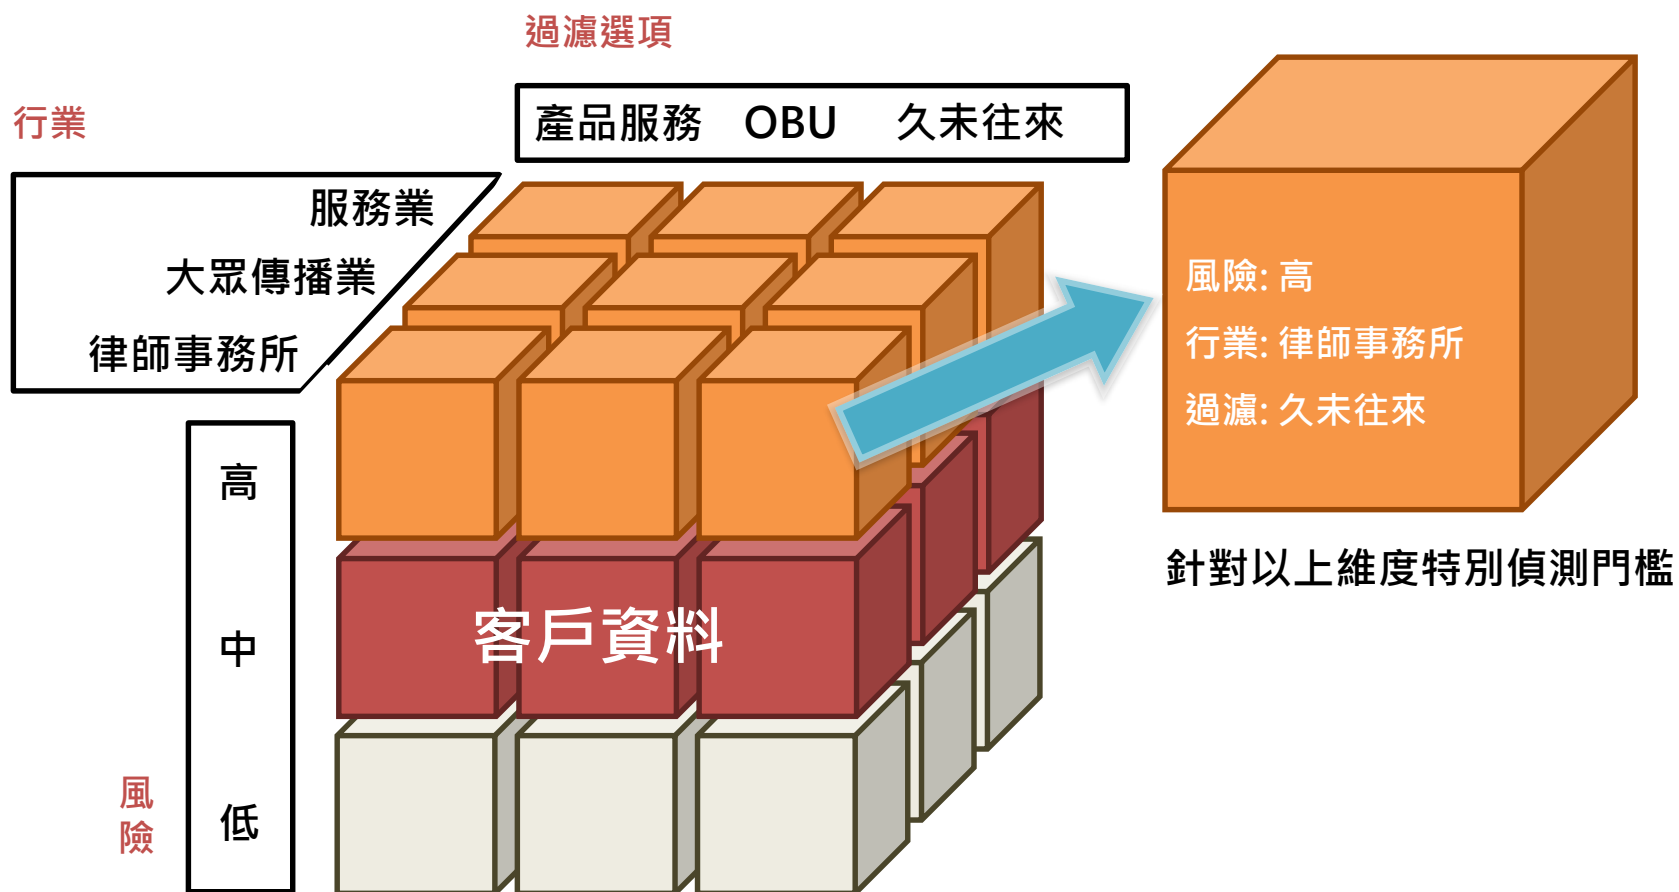 過濾選項
行業
產品服務 OBU 久未往來
服務業
大眾傳播業
律師事務所
高
中
低
風險
客戶資料
風險: 高
行業: 律師事務所
過濾: 久未往來
針對以上維度特別偵測門檻